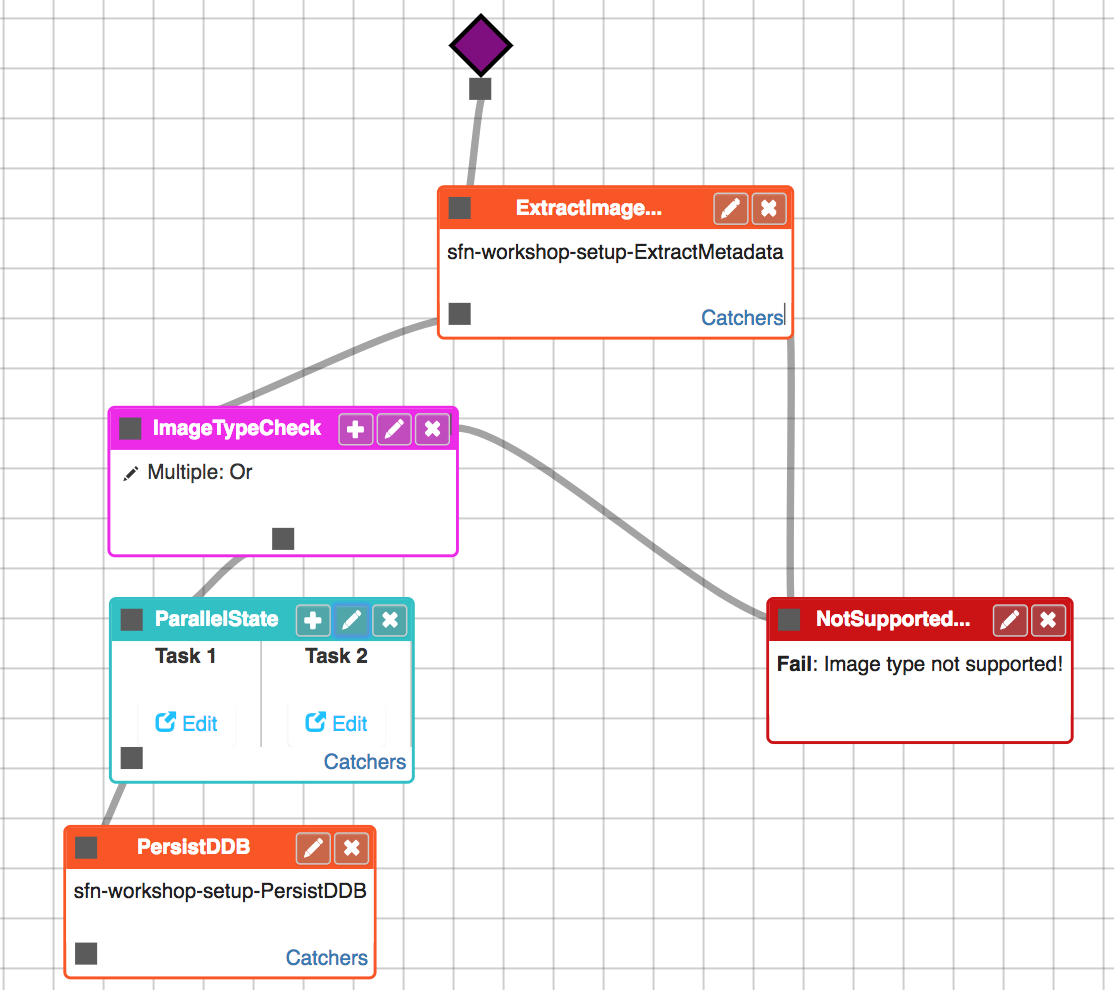 ExtractImage...
sfn-workshop-setup-ExtractMetadata
Catchers
ImageTypeCheck
Multiple: Or
ParallelState
Task 1 Task 2
Edit Edit
Catchers
NotSupported...
Fail: Image type not supported!
PersistDDB
sfn-workshop-setup-PersistDDB
Catchers